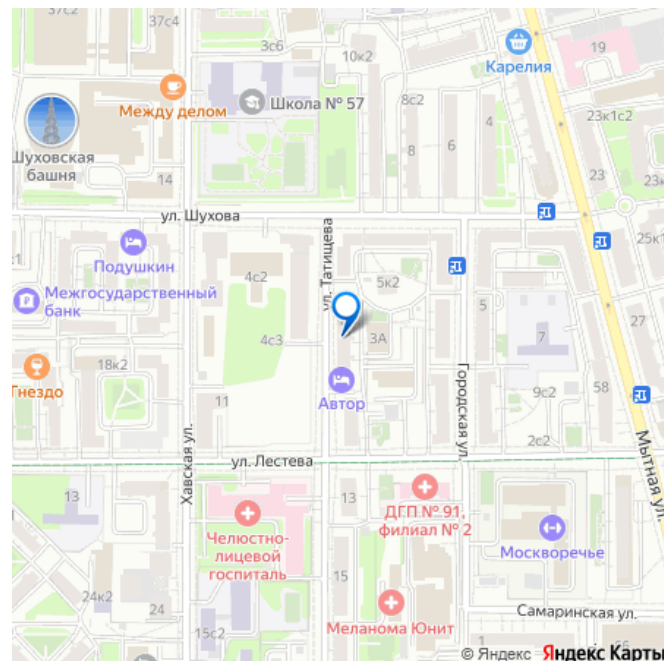 37с2
37с4
3с6
10к2
Карелия
19
Между делом
Школа № 57
8с2
4
23к1с2
6
8
23
Шуховская
башня
14
ул. Шухова
ул. Татищева
Подушкин
4с2
5к2
Межгосударственный
банк
5
27
4с3
3А
7
18к2
Гнездо
Автор
Городская ул.
9с2
58
11
Хавская ул.
2с2
Мытная ул.
ул. Лестева
13
13
ДГП № 91,
филиал № 2
Москворечье
Челюстно-
лицевой
госпиталь
15
24к2
24
Меланома Юнит
Самаринская ул.
15с2
1
© Яндекс Яндекс Карты